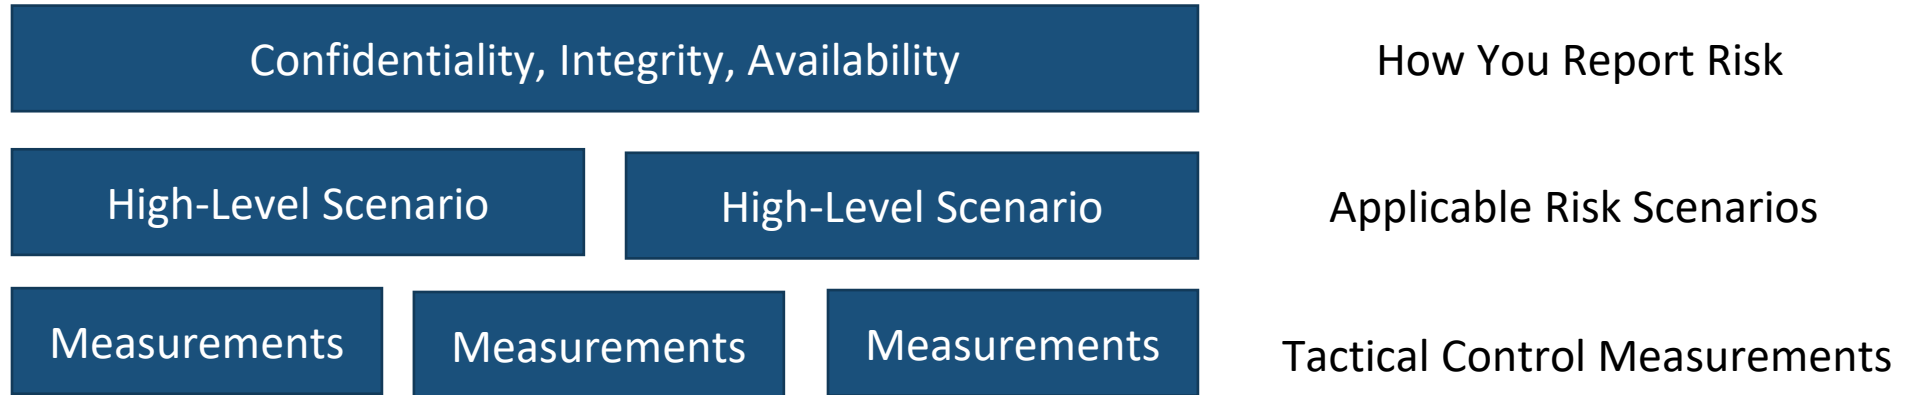 Confidentiality, Integrity, Availability
How You Report Risk
High-Level Scenario
High-Level Scenario
Applicable Risk Scenarios
Measurements
Measurements
Measurements
Tactical Control Measurements